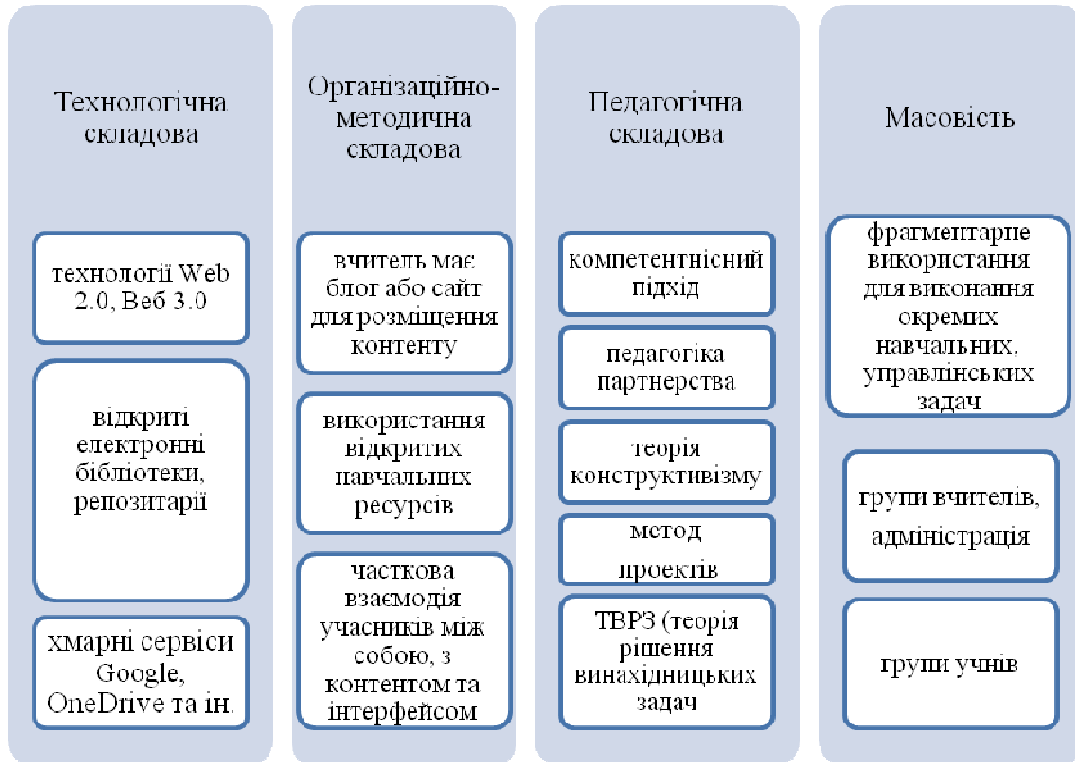 Технологічна
складова
технології Web
2.0, Веб 3.0
відкриті
електронні
бібліотеки,
репозитарії
хмарні сервіси
Google,
OneDrive та ін.
Організаційно-
методична
складова
вчитель має
блог або сайт
для розміщення
контенту
використання
відкритих
навчальних
ресурсів
часткова
взаємодія
учасників між
собою, з
контентом та
інтерфейсом
Педагогічна
складова
компетентнісний
підхід
педагогіка
партнерства
теорія
конструктивізму
метод
проектів
ТВРЗ (теорія
рішення
винахідницьких
задач
Масовість
фрагментарне
використання
для виконання
окремих
навчальних,
управлінських
задач
групи вчителів,
адміністрація
групи учнів